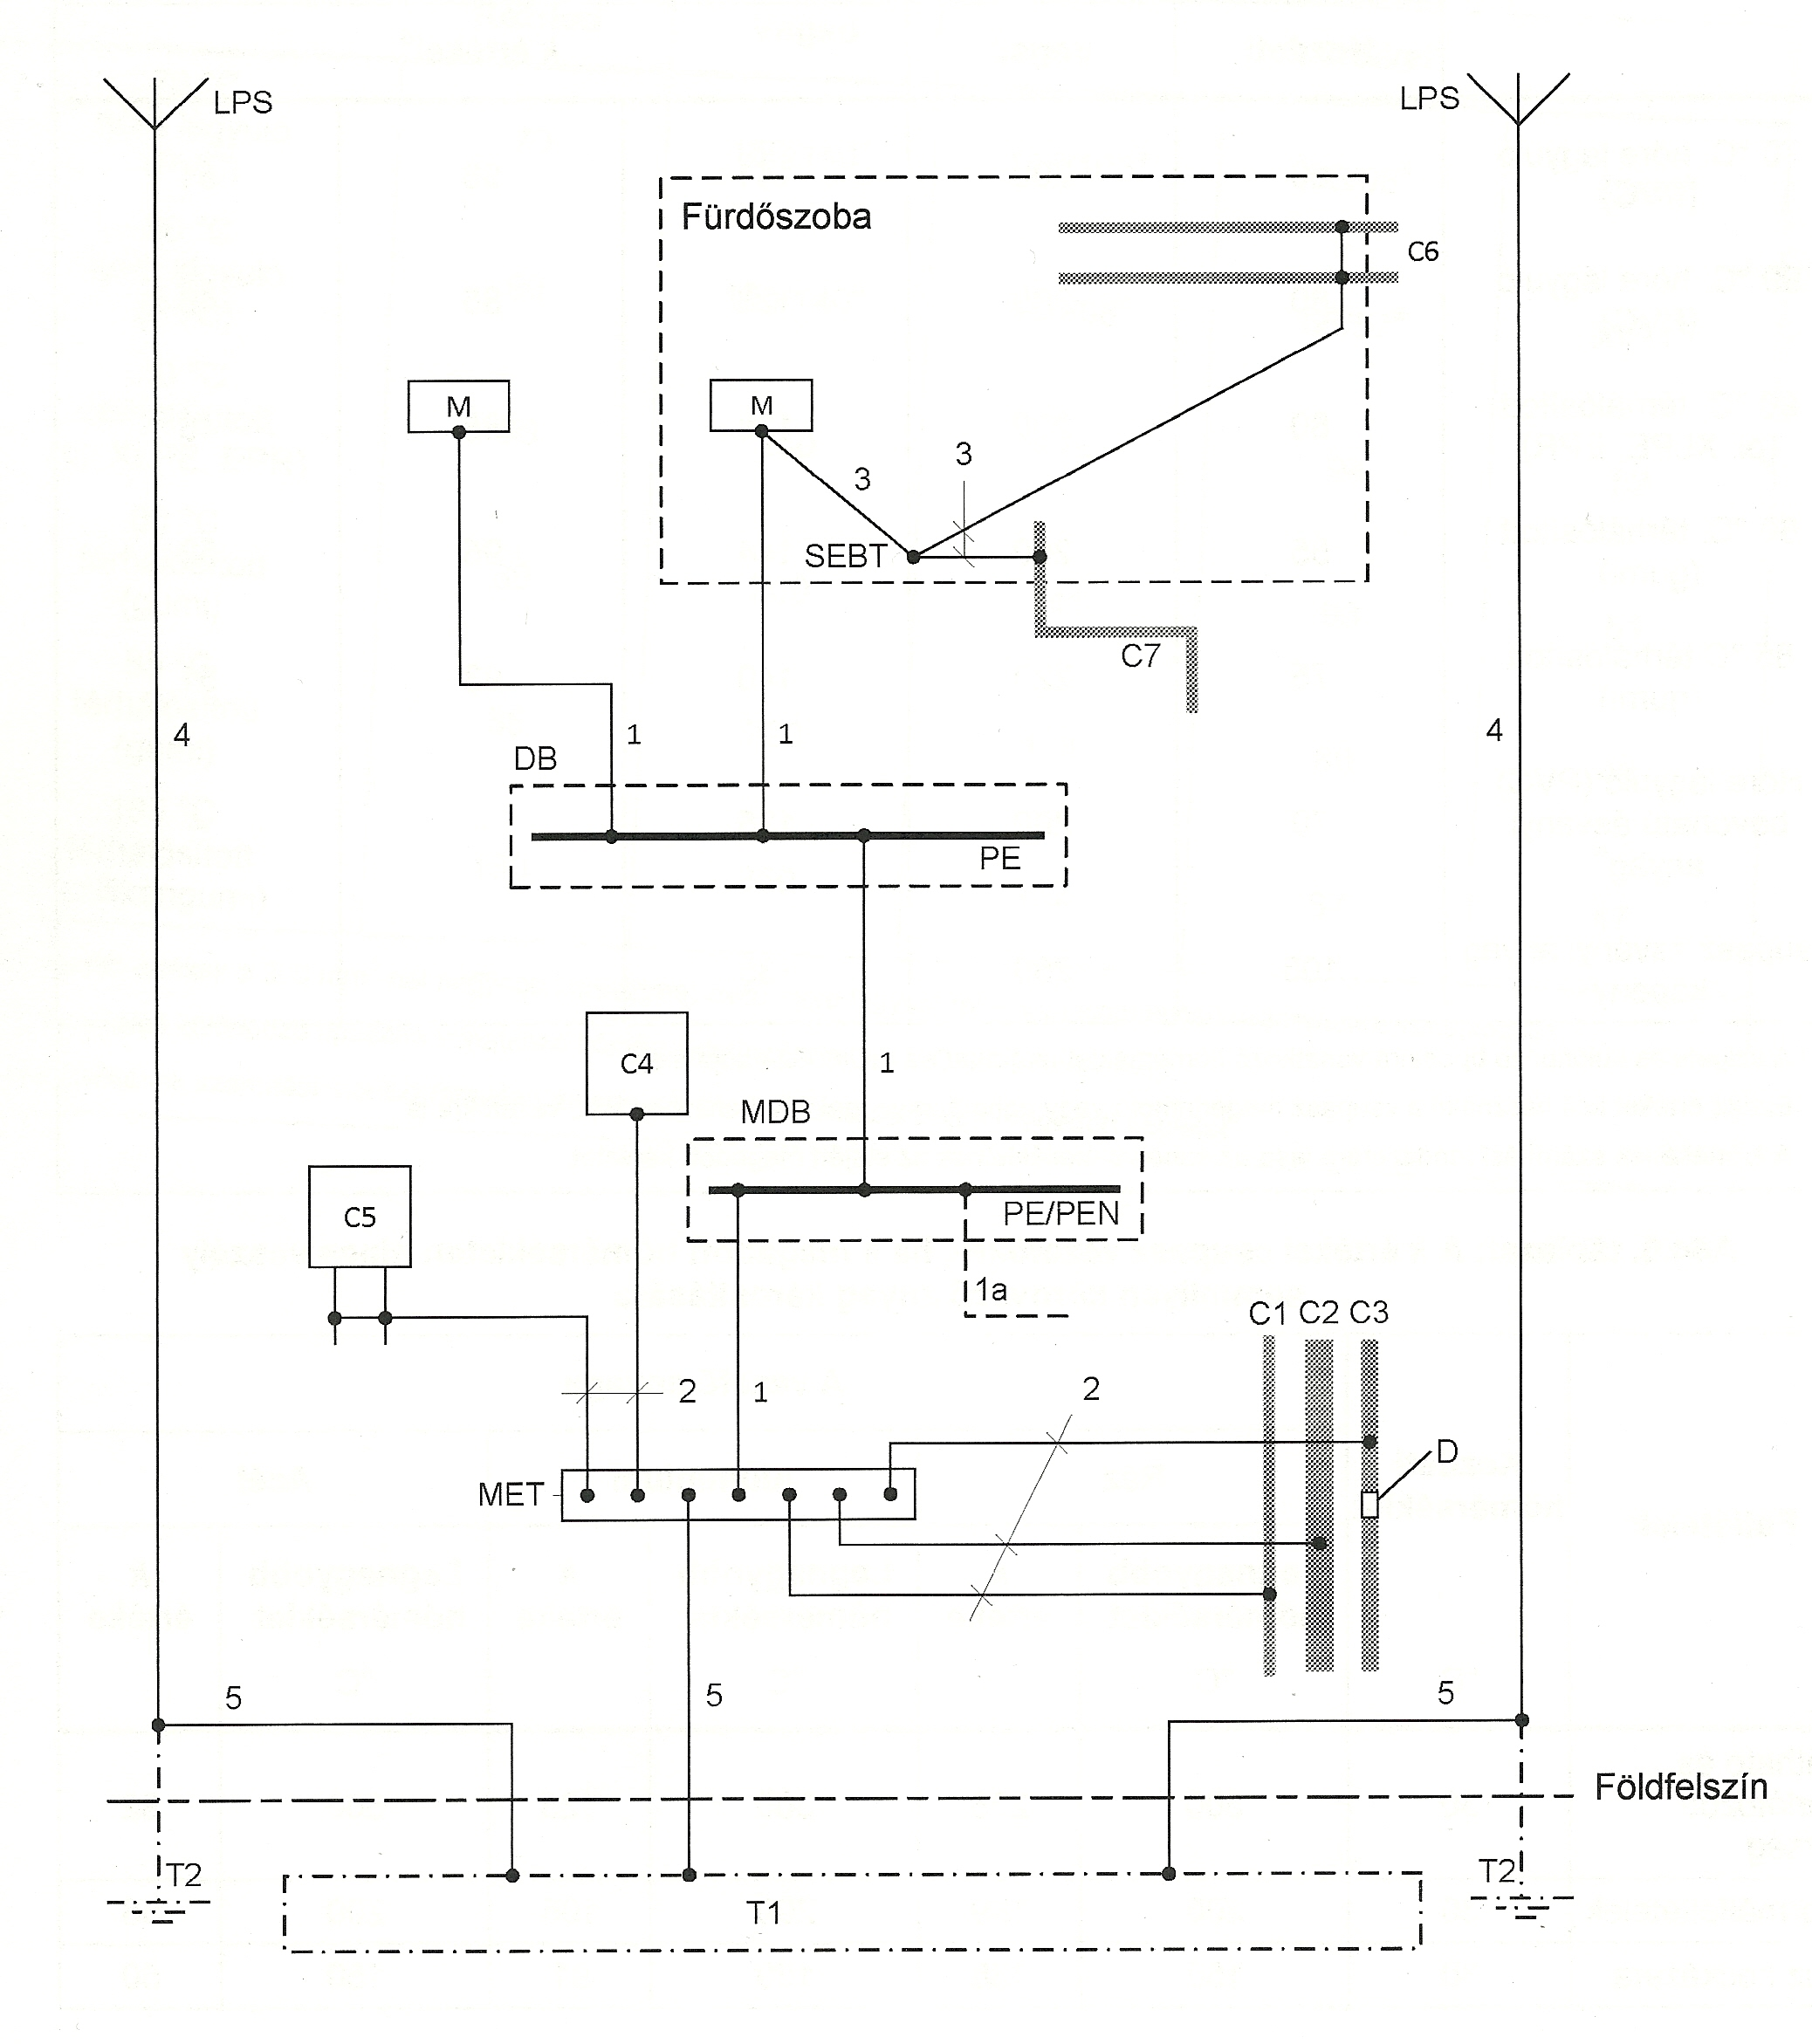 LPS
LPS
Fürdőszoba
C6
M
M
3
3
SEBT
C7
4
4
1
1
DB
PE
C4
1
MDB
C5
PE/PEN
1a
C1 C2 C3
2
1
2
D
MET
5
5
5
Földfelszín
T2
T2
T1